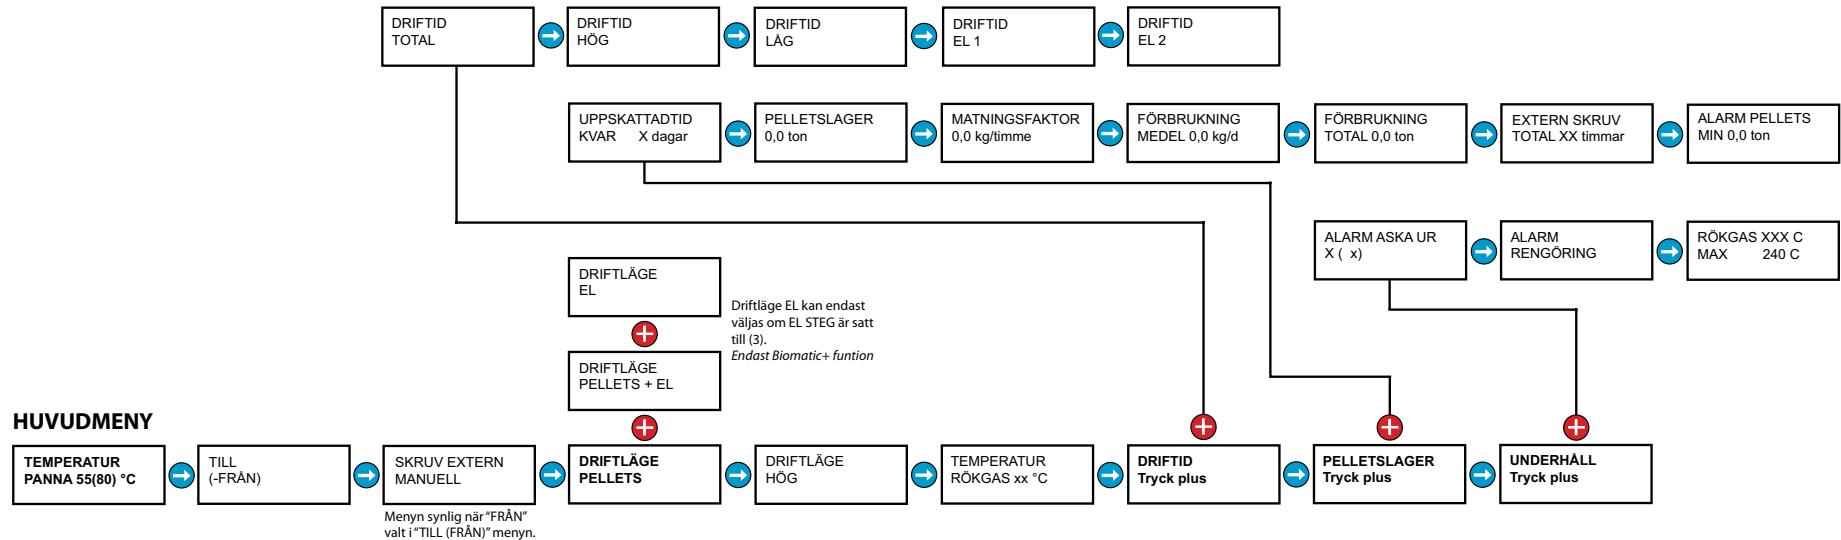 DRIFTID
TOTAL
DRIFTID
HÖG
DRIFTID
LÅG
DRIFTID
EL 1
DRIFTID
EL 2
UPPSKATTADTID
KVAR X dagar
PELLETSLAGER
0,0 ton
MATNINGSFAKTOR
0,0 kg/timme
FÖRBRUKNING
MEDEL 0,0 kg/d
FÖRBRUKNING
TOTAL 0,0 ton
EXTERN SKRUV
TOTAL XX timmar
ALARM PELLETS
MIN 0,0 ton
ALARM ASKA UR
X ( x)
ALARM
RENGÖRING
RÖKGAS XXX C
MAX 240 C
DRIFTLÄGE
EL
Driftläge EL kan endast
väljas om EL STEG är satt
till (3).
Endast Biomatic+ funtion
DRIFTLÄGE
PELLETS + EL
HUVUDMENY
TEMPERATUR
PANNA 55(80) °C
TILL
(-FRÅN)
SKRUV EXTERN
MANUELL
Menyn synlig när "FRÅN"
valt i "TILL (FRÅN)" menyn.
DRIFTLÄGE
PELLETS
DRIFTLÄGE
HÖG
TEMPERATUR
RÖKGAS xx °C
DRIFTID
Tryck plus
PELLETSLAGER
Tryck plus
UNDERHÅLL
Tryck plus